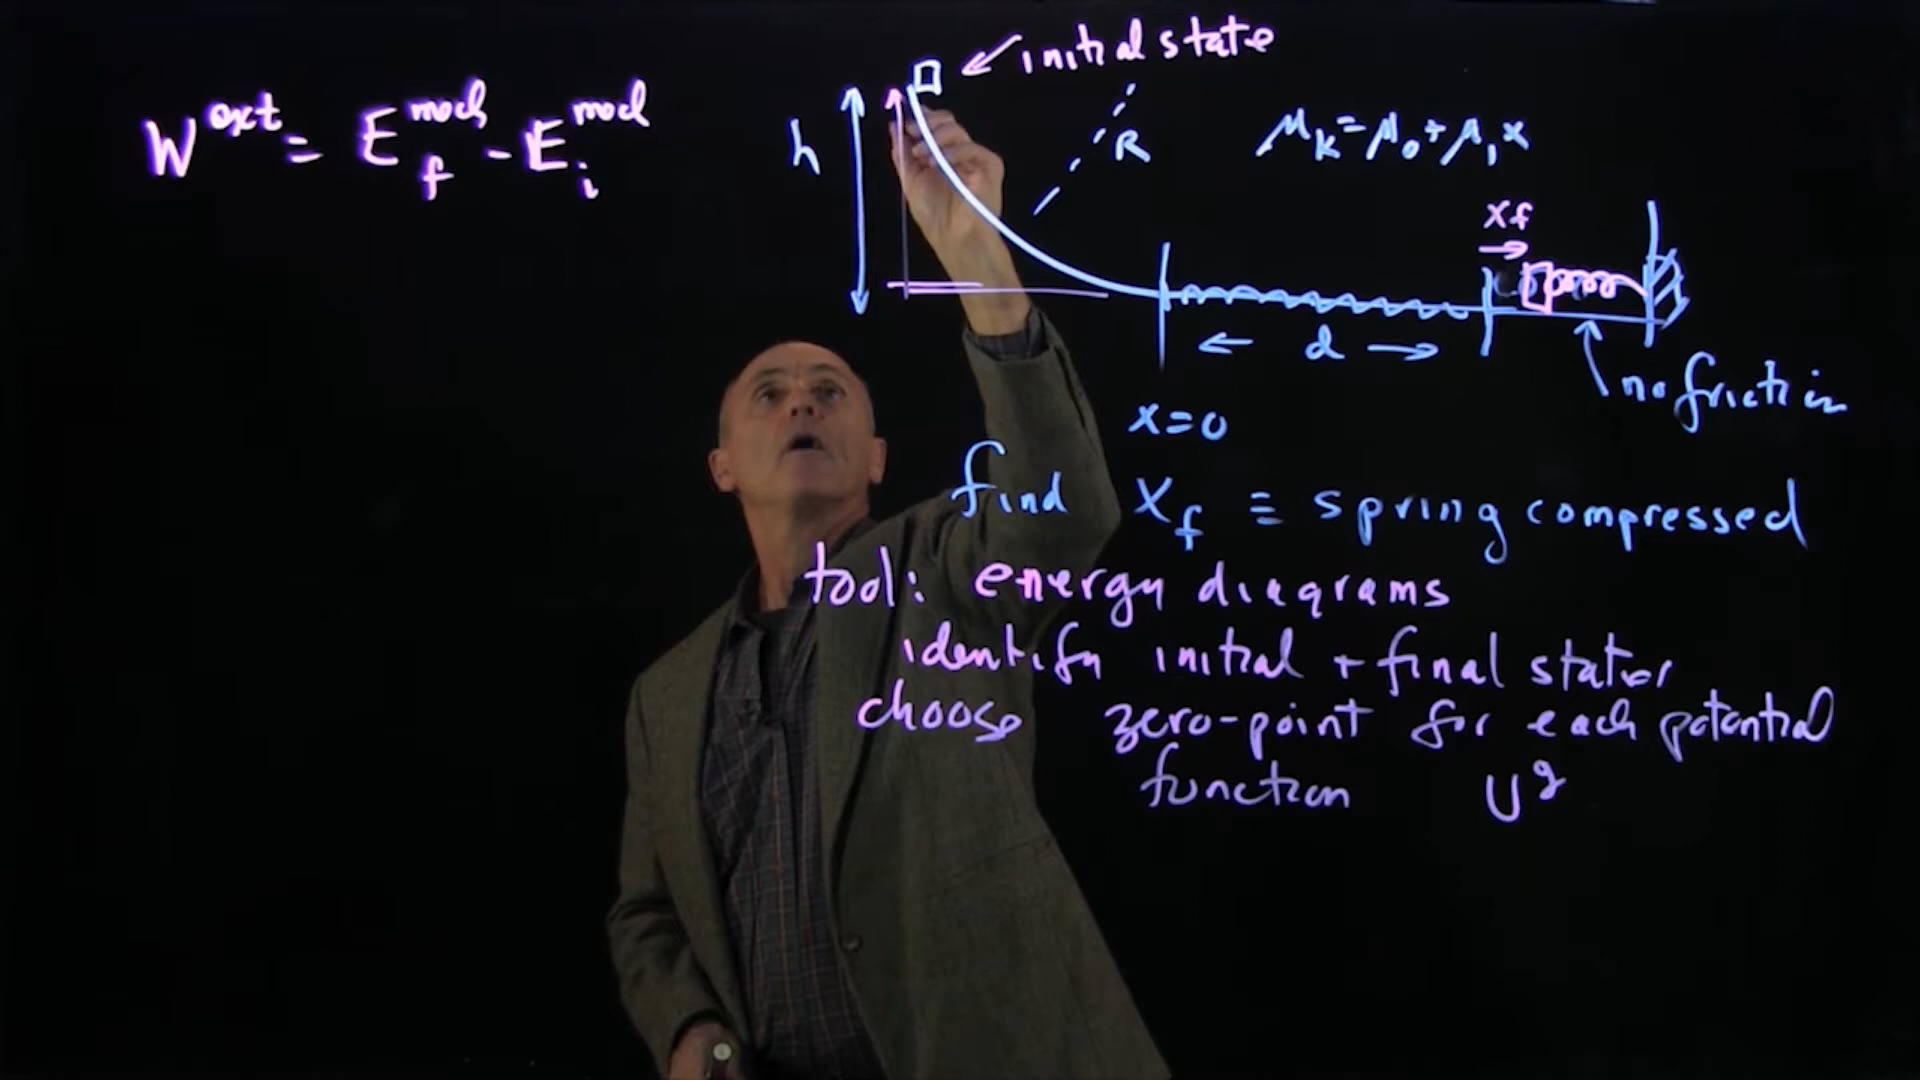 initial state
W^ext = E_f^mech - E_i^mech
h
R
μ_k = μ_0 + μ_1 x
x_f
d
no friction
x=0
find x_f ≡ spring compressed
tool: energy diagrams
identify initial + final states
choose zero-point for each potential
function U^g